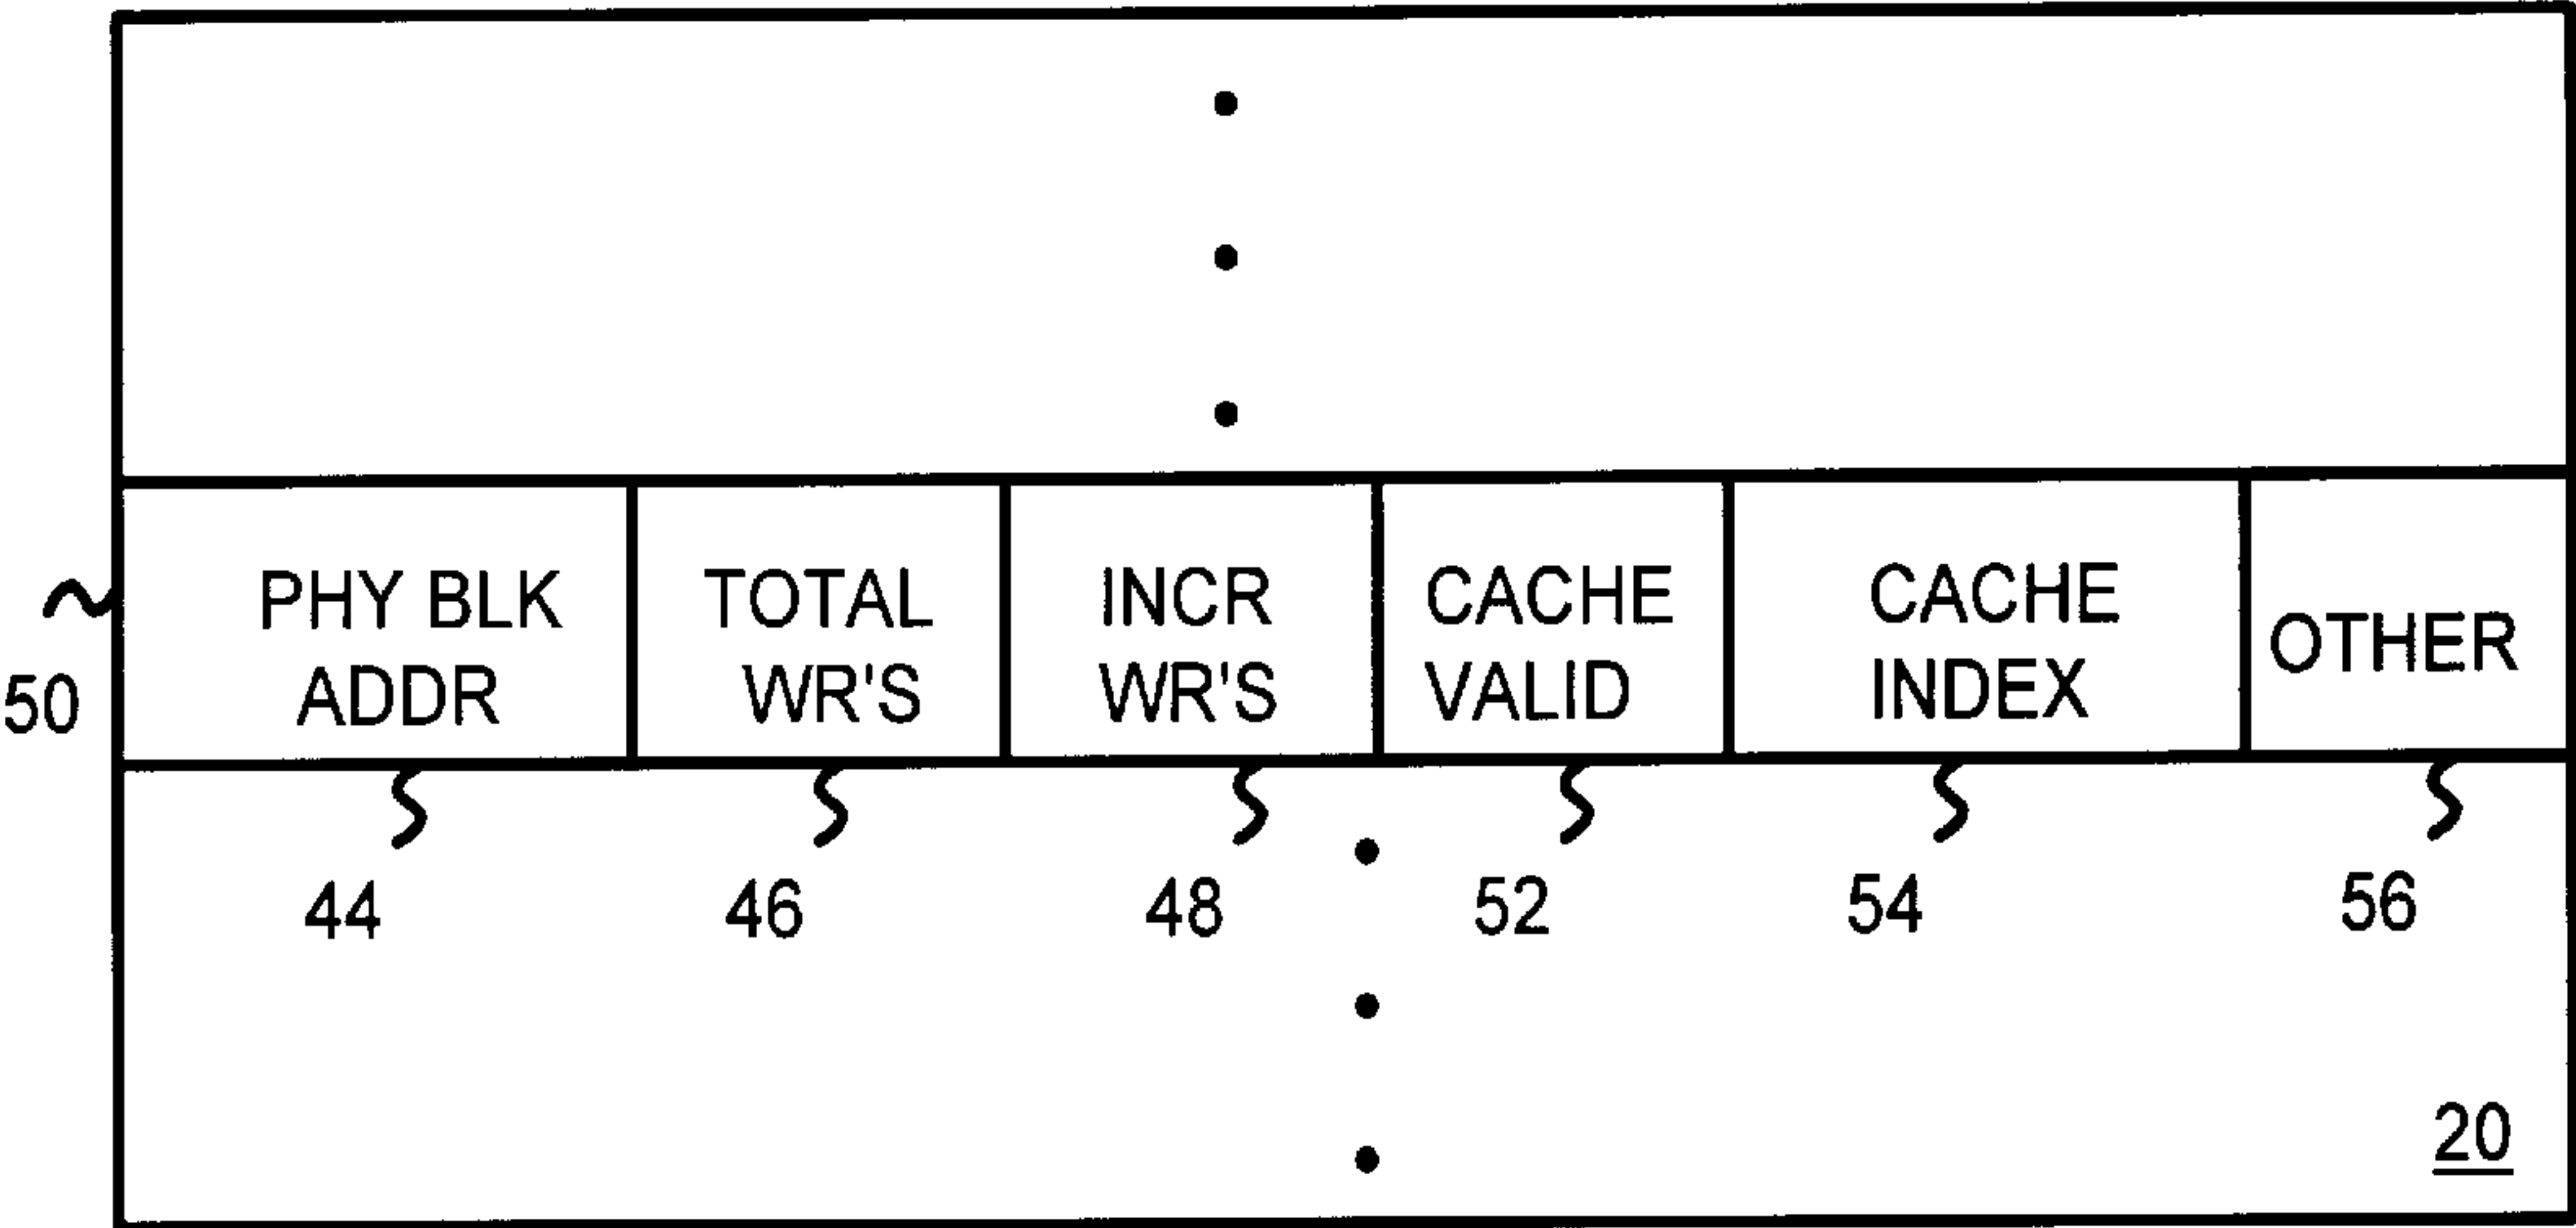 PHY BLK
ADDR
TOTAL
WR'S
INCR
WR'S
CACHE
VALID
CACHE
INDEX
OTHER
50
44
46
48
52
54
56
20